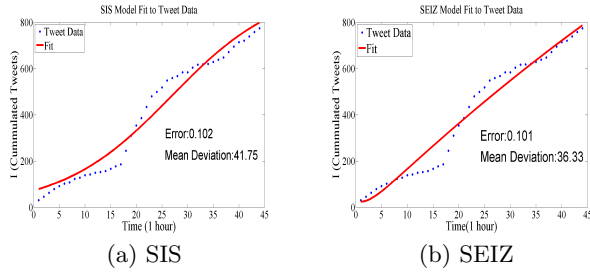 SIS Model Fit to Tweet Data
800
600
400
200
0
I (Cumulated Tweets)
Tweet Data
Fit
Error:0.102
Mean Deviation:41.75
0 5 10 15 20 25 30 35 40 45
Time (1 hour)
(a) SIS
SEIZ Model Fit to Tweet Data
800
600
400
200
0
I (Cumulated Tweets)
Tweet Data
Fit
Error:0.101
Mean Deviation:36.33
0 5 10 15 20 25 30 35 40 45
Time(1 hour)
(b) SEIZ